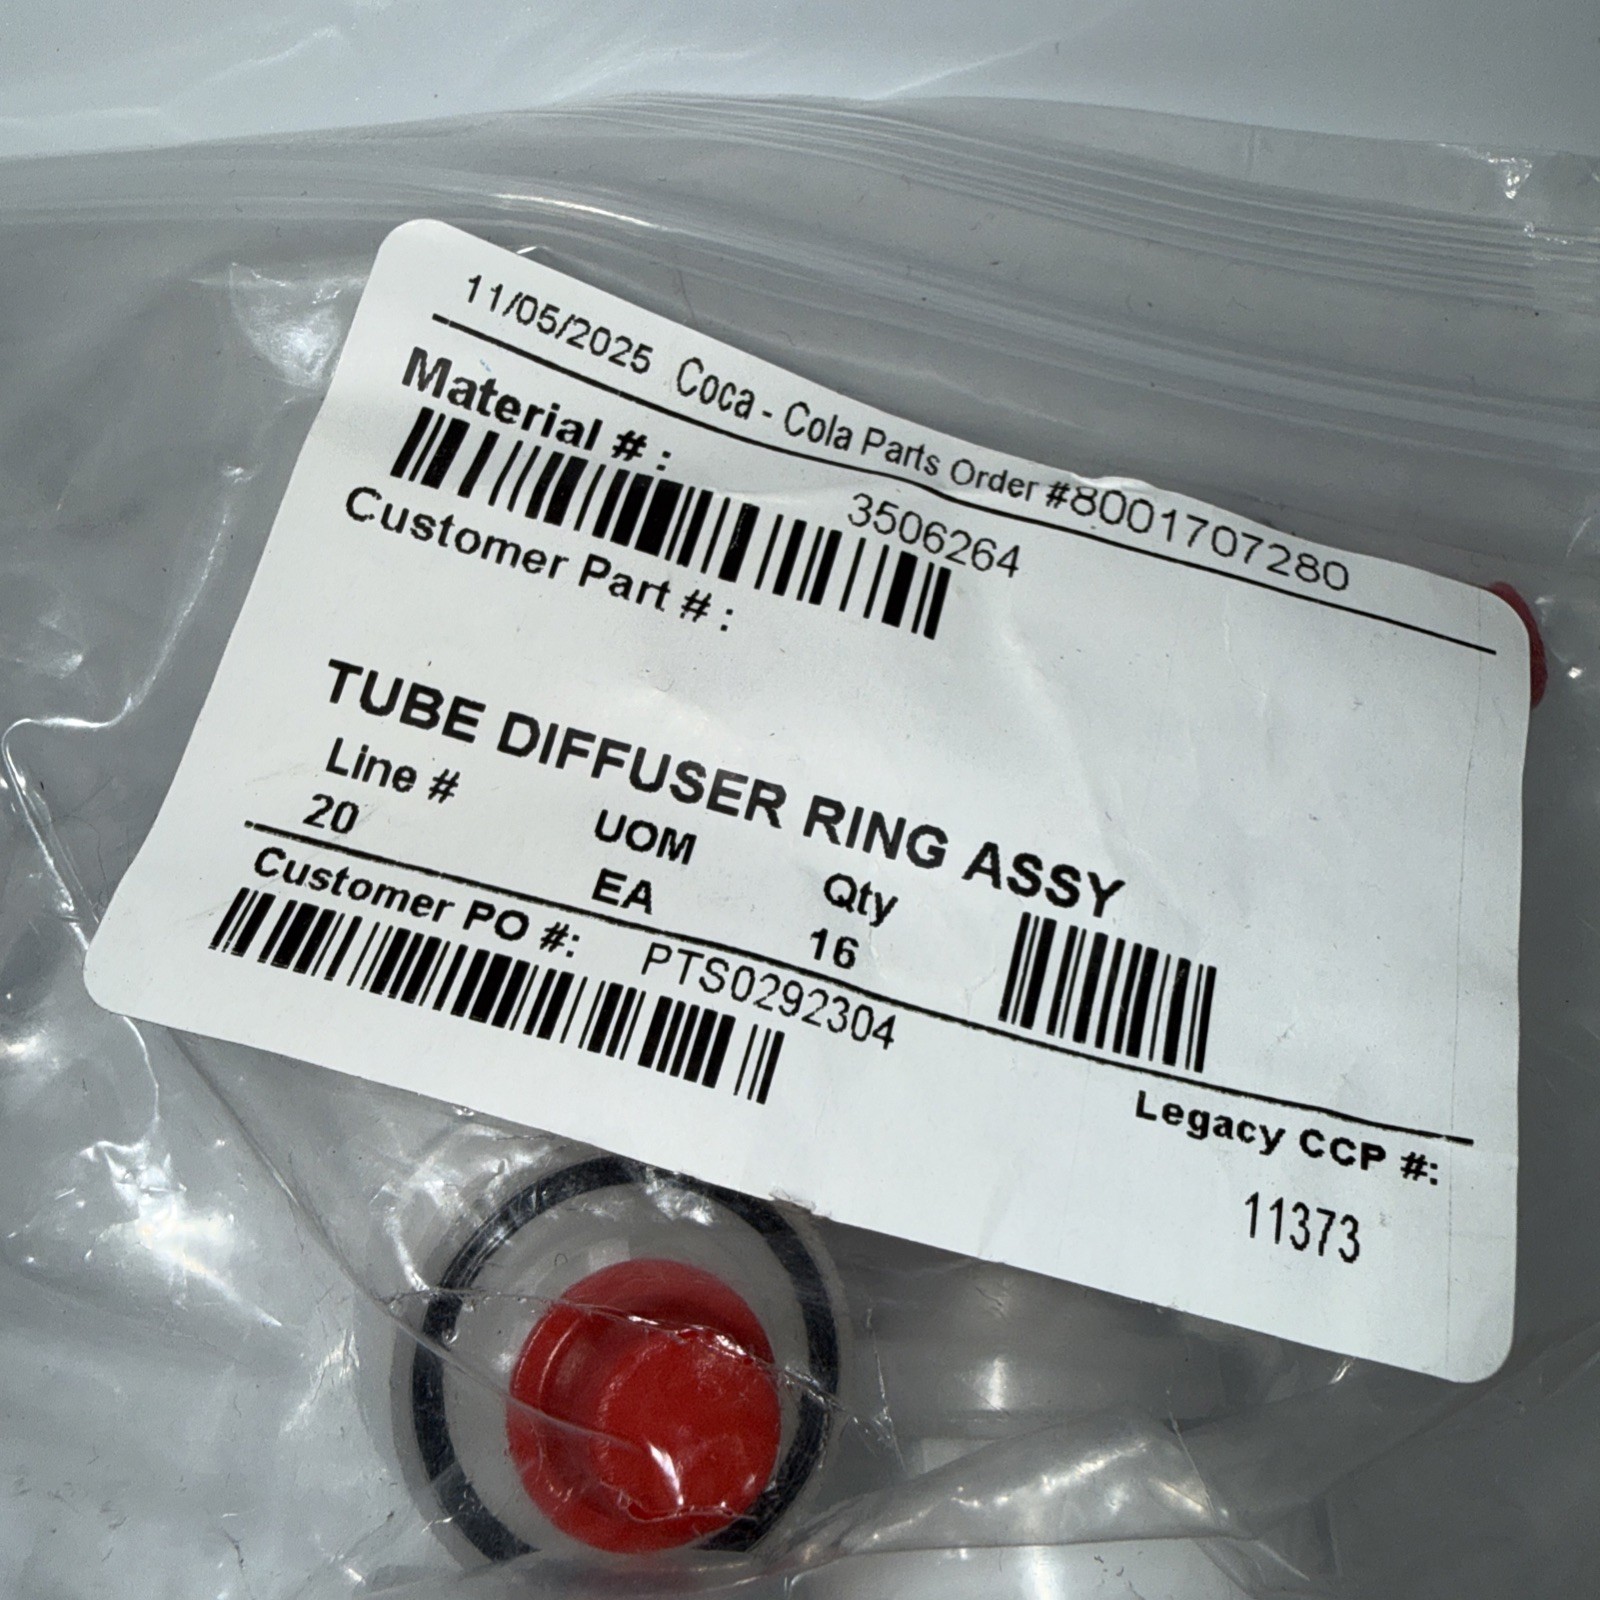 11/05/2025 Coca - Cola Parts Order #8001707280
Material # :
3506264
Customer Part # :
TUBE DIFFUSER RING ASSY
Line # UOM Qty
20 EA 16
Customer PO #: PTS0292304
Legacy CCP #:
11373